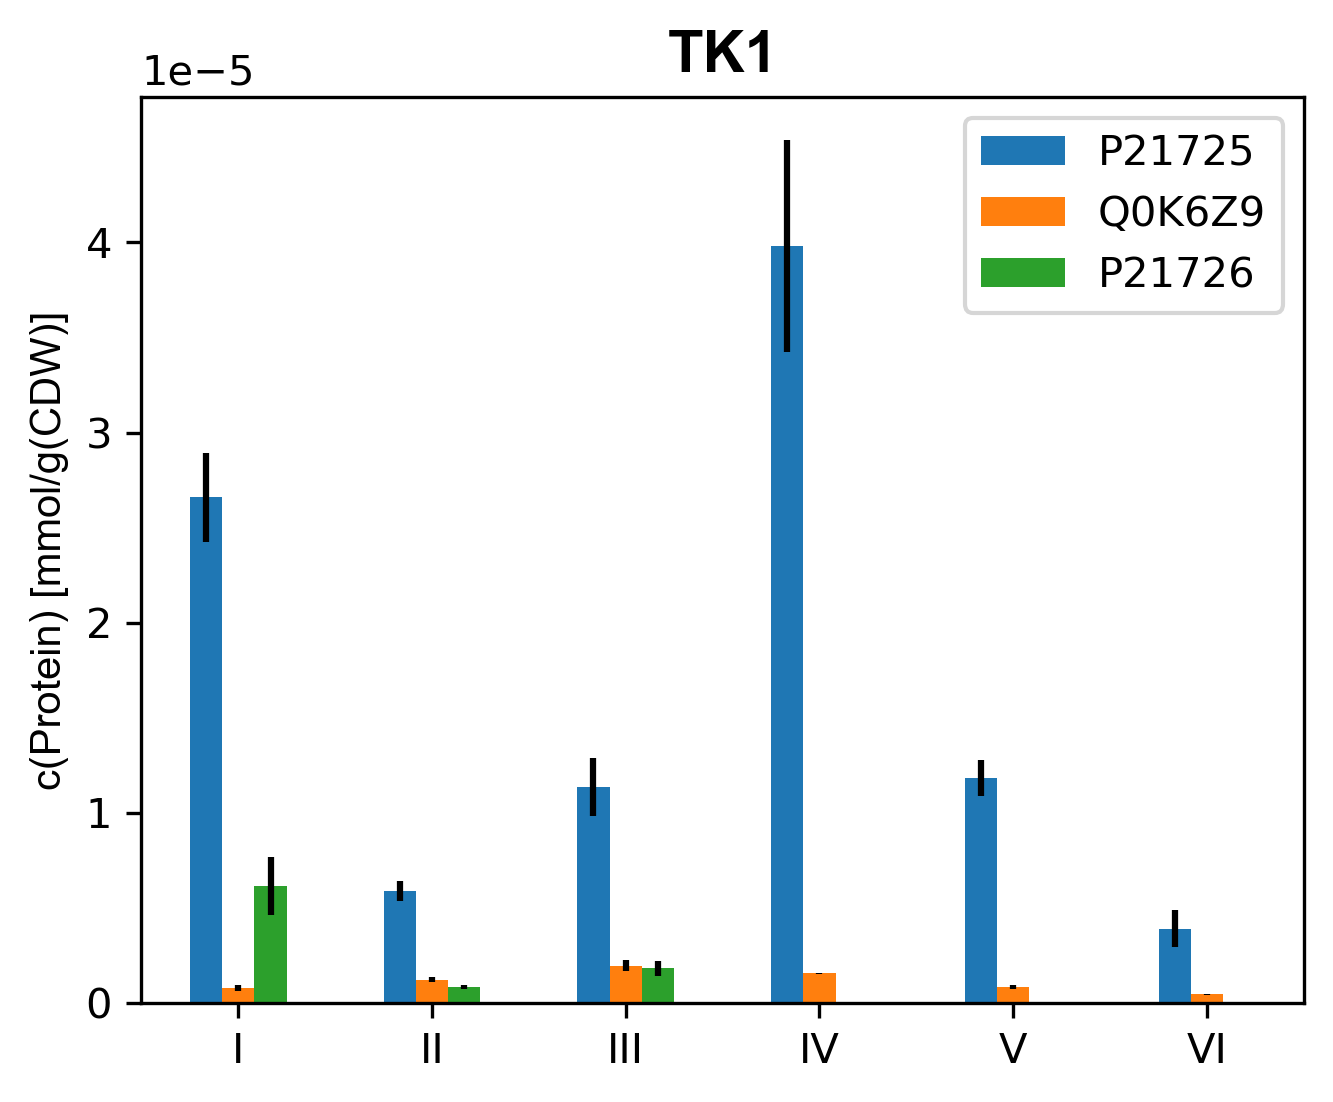 TK1
1e−5
P21725
Q0K6Z9
P21726
c(Protein) [mmol/g(CDW)]
4
3
2
1
0
I II III IV V VI